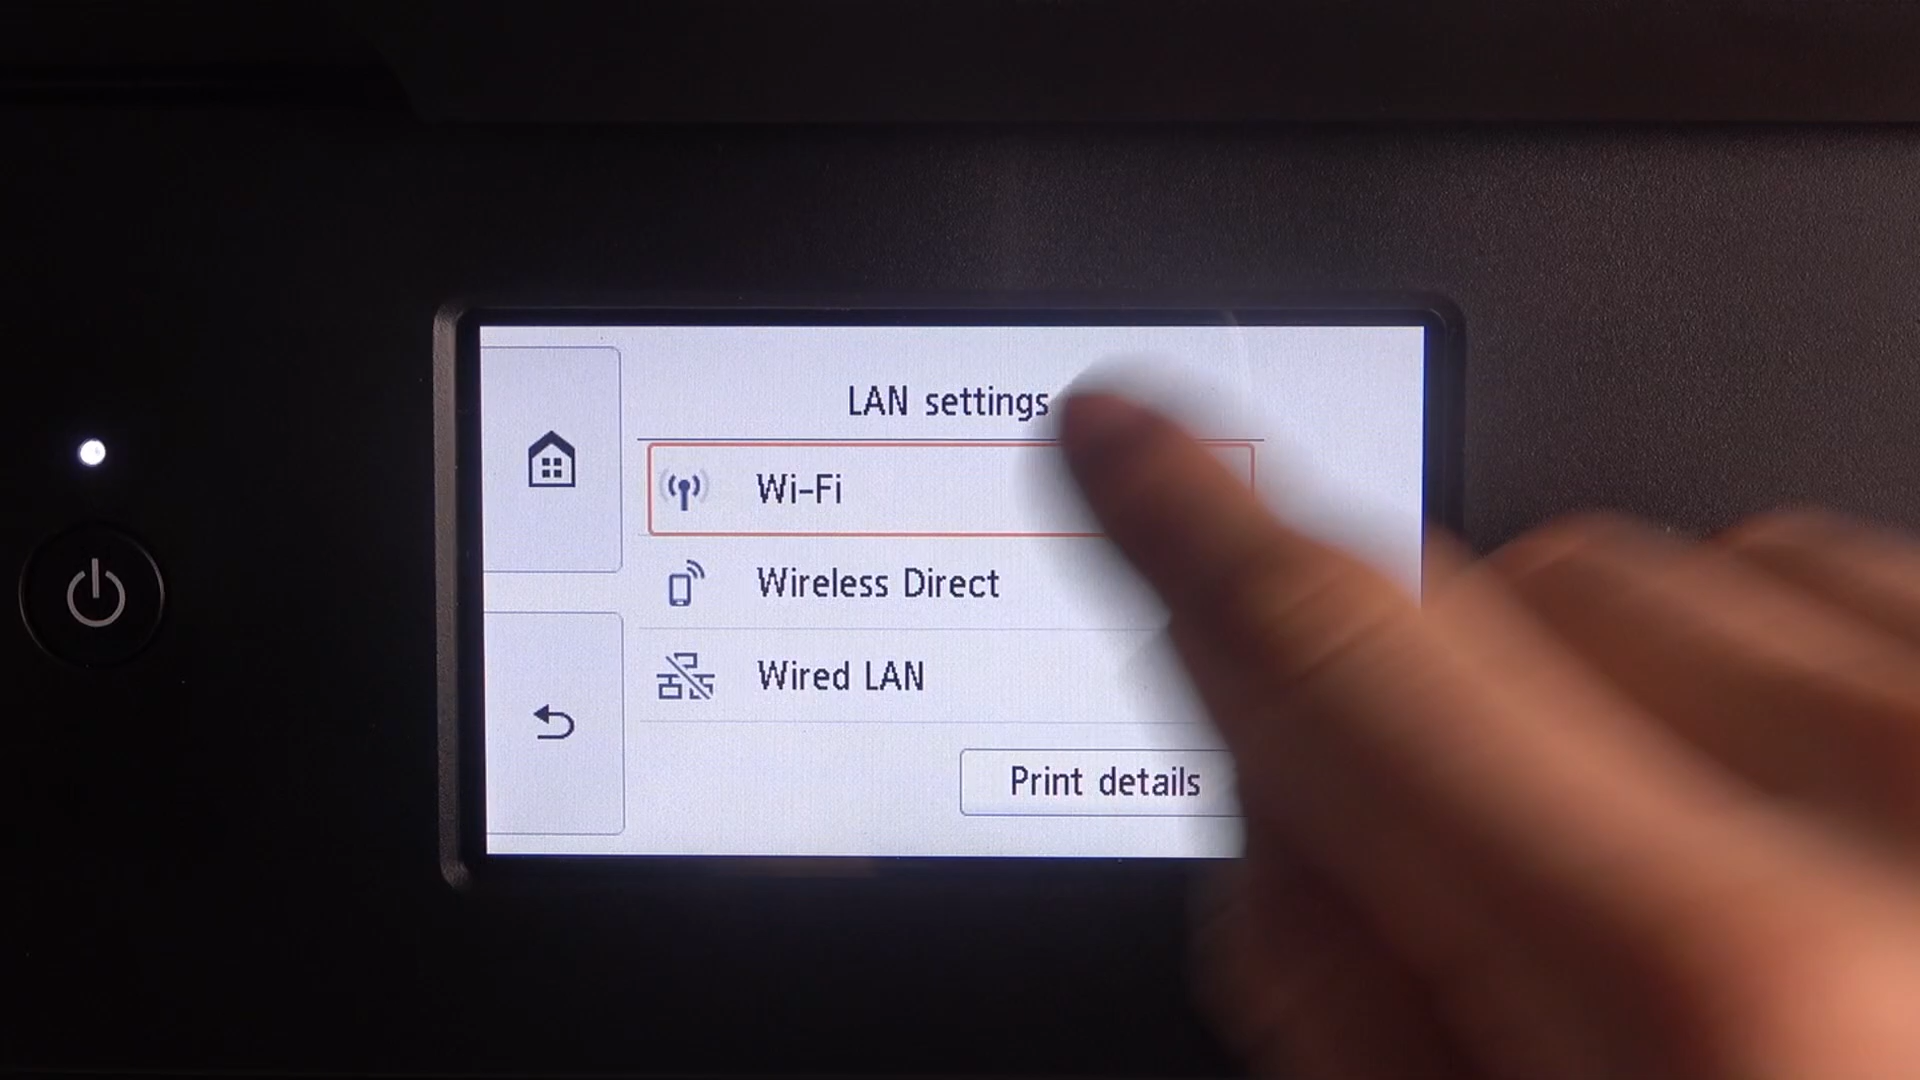 LAN settings
Wi-Fi
Wireless Direct
Wired LAN
Print details